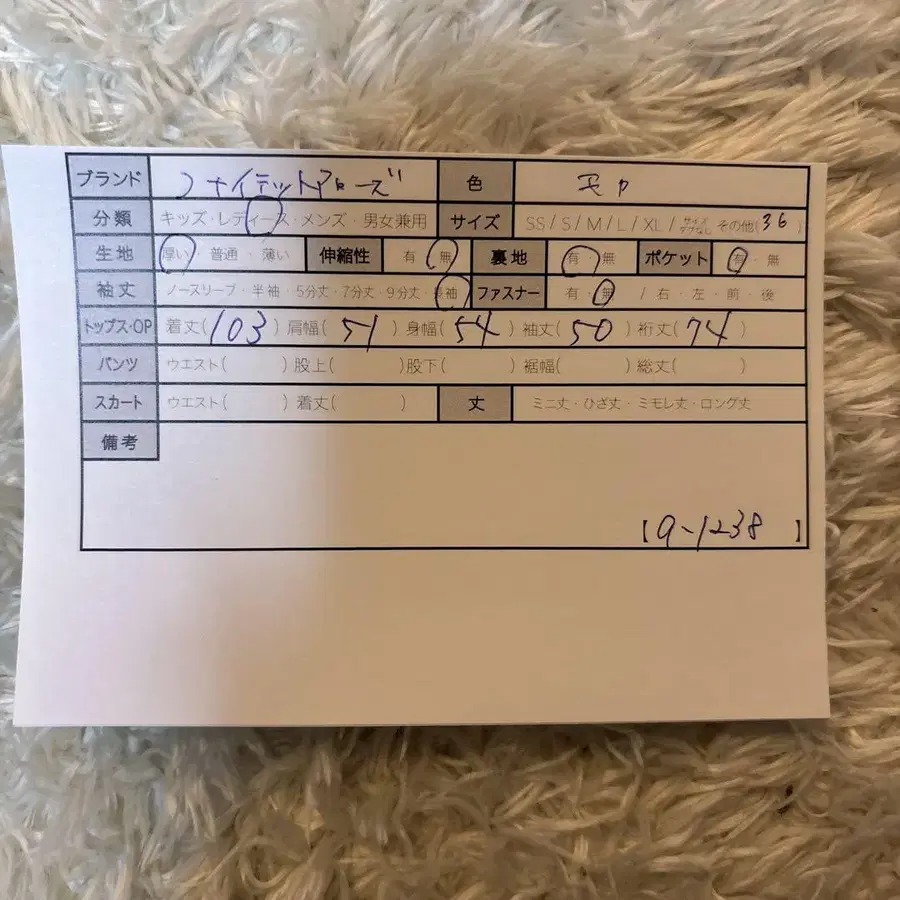 ブランド ユナイテットアローズ 色 モカ
分類 キッズ・レディース・メンズ・男女兼用 サイズ SS/S/M/L/XL/サイズタグなし その他(36)
生地 厚い・普通・薄い 伸縮性 有・無 裏地 有・無 ポケット 有・無
袖丈 ノースリーブ・半袖・5分丈・7分丈・9分丈・長袖 ファスナー 有・無 /右・左・前・後
トップス・OP 着丈(103)肩幅(51)身幅(54)袖丈(50)裄丈(74)
パンツ ウエスト( )股上( )股下( )裾幅( )総丈( )
スカート ウエスト( )着丈( ) 丈 ミニ丈・ひざ丈・ミモレ丈・ロング丈
備考
【a-1238】